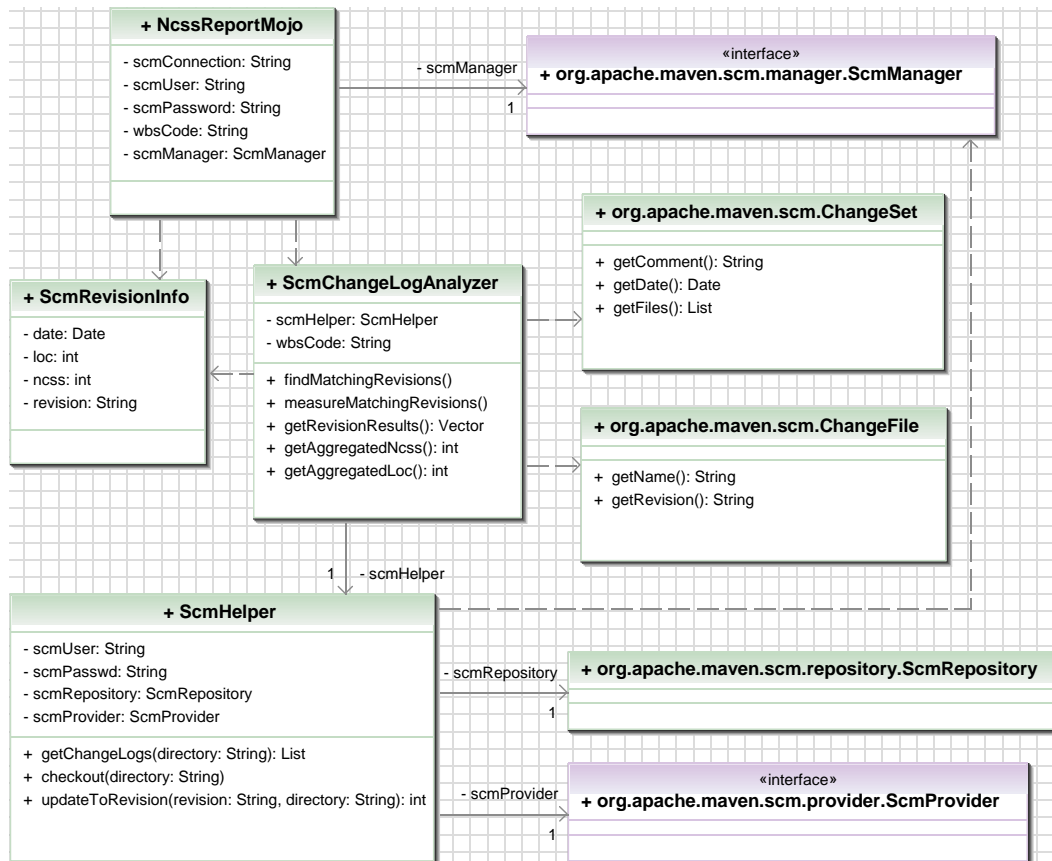 + NcssReportMojo
- scmConnection: String
- scmUser: String
- scmPassword: String
- wbsCode: String
- scmManager: ScmManager
- scmManager
1
«interface»
+ org.apache.maven.scm.manager.ScmManager
+ org.apache.maven.scm.ChangeSet
+ getComment(): String
+ getDate(): Date
+ getFiles(): List
+ ScmRevisionInfo
- date: Date
- loc: int
- ncss: int
- revision: String
+ ScmChangeLogAnalyzer
- scmHelper: ScmHelper
- wbsCode: String
+ findMatchingRevisions()
+ measureMatchingRevisions()
+ getRevisionResults(): Vector
+ getAggregatedNcss(): int
+ getAggregatedLoc(): int
+ org.apache.maven.scm.ChangeFile
+ getName(): String
+ getRevision(): String
1 - scmHelper
+ ScmHelper
- scmUser: String
- scmPasswd: String
- scmRepository: ScmRepository
- scmProvider: ScmProvider
+ getChangeLogs(directory: String): List
+ checkout(directory: String)
+ updateToRevision(revision: String, directory: String): int
- scmRepository
1
+ org.apache.maven.scm.repository.ScmRepository
- scmProvider
1
«interface»
+ org.apache.maven.scm.provider.ScmProvider